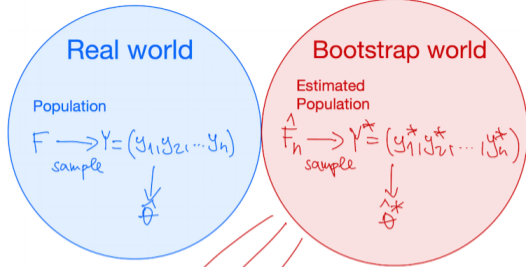 Real world
Population
F → Y = (y₁, y₂, ... yₙ)
sample
θ̂
Bootstrap world
Estimated
Population
F̂ₙ → Y* = (y₁*, y₂*, ..., yₙ*)
sample
θ̂*